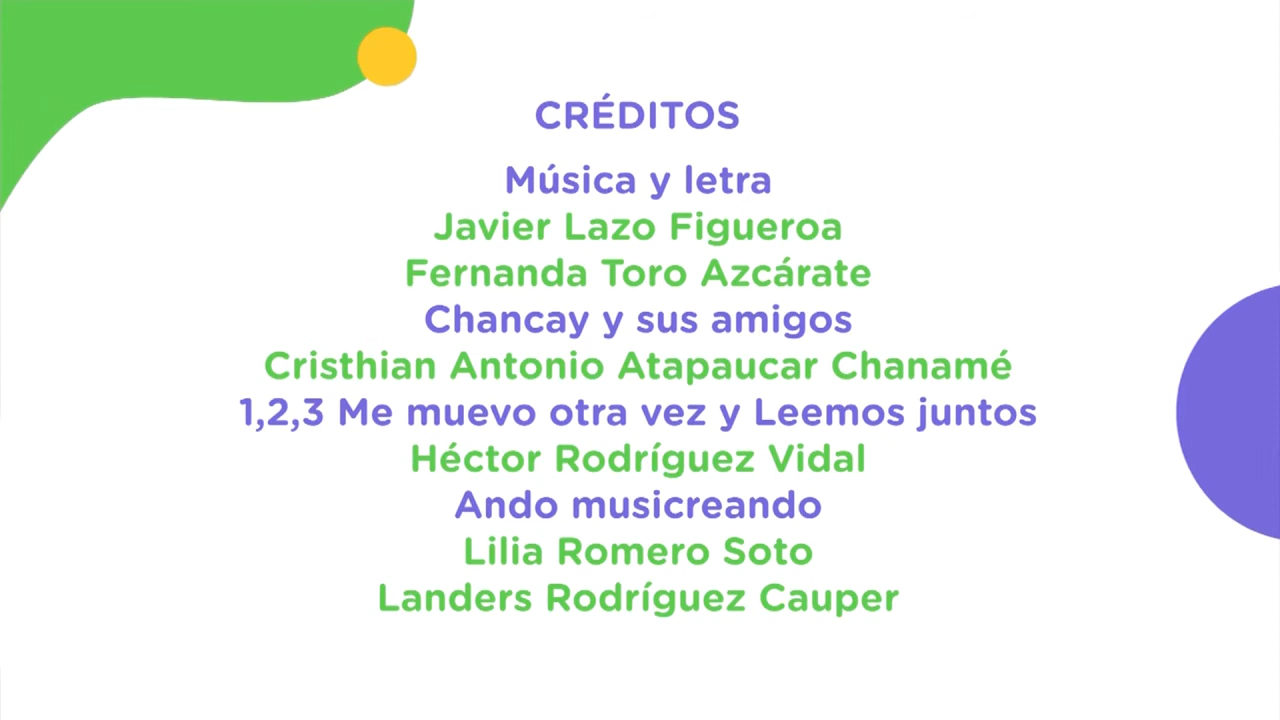 CRÉDITOS
Música y letra
Javier Lazo Figueroa
Fernanda Toro Azcárate
Chancay y sus amigos
Cristhian Antonio Atapaucar Chanamé
1,2,3 Me muevo otra vez y Leemos juntos
Héctor Rodríguez Vidal
Ando musicreando
Lilia Romero Soto
Landers Rodríguez Cauper